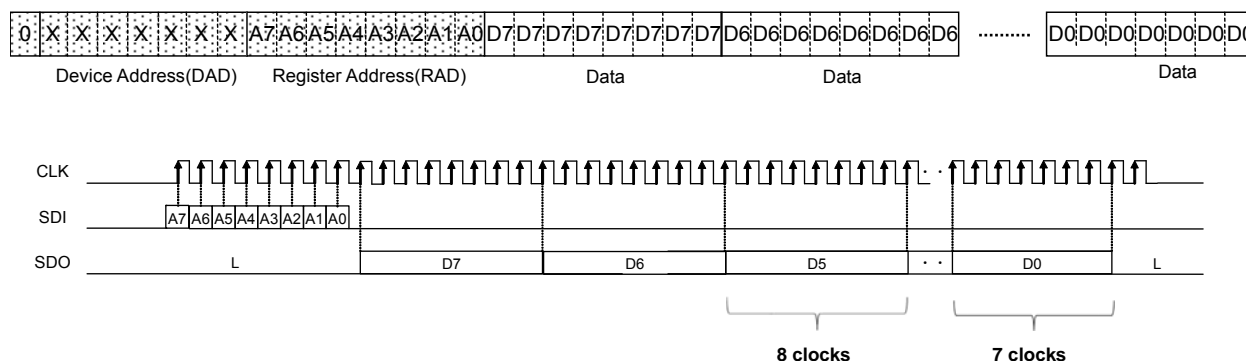 0 X X X X X X X A7 A6 A5 A4 A3 A2 A1 A0 D7 D7 D7 D7 D7 D7 D7 D7 D6 D6 D6 D6 D6 D6 D6 D6 ·········· D0 D0 D0 D0 D0 D0 D0
Device Address(DAD) Register Address(RAD) Data Data Data
CLK · · ·
SDI A7 A6 A5 A4 A3 A2 A1 A0
SDO L D7 D6 D5 · · D0 L
8 clocks 7 clocks